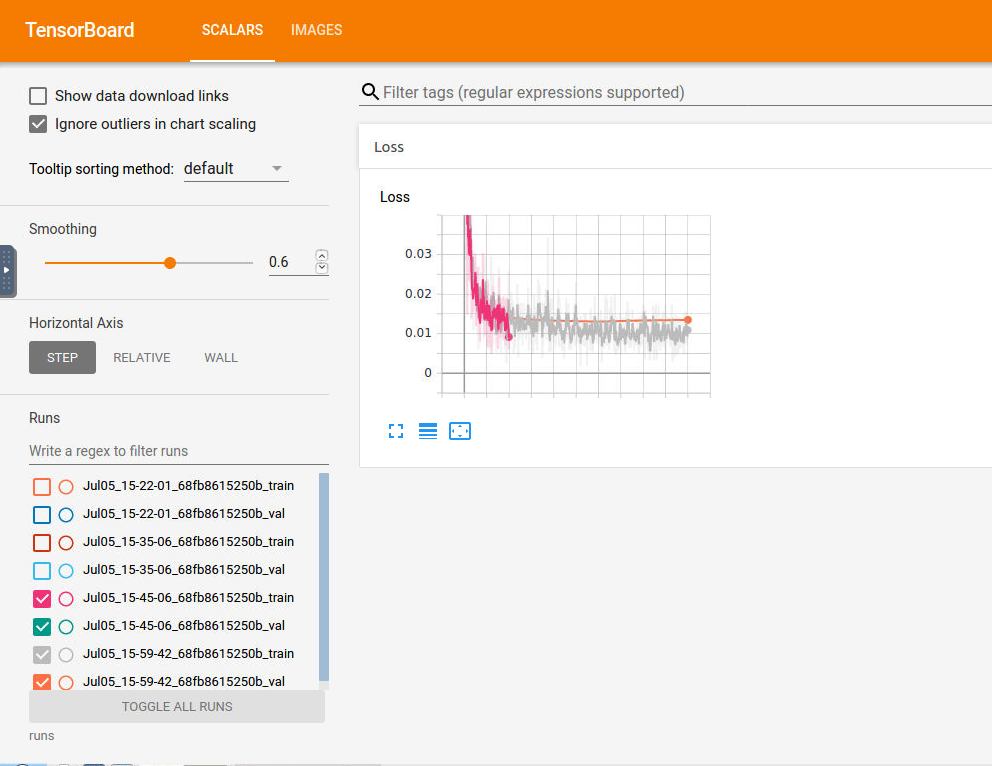 TensorBoard
SCALARS IMAGES
Show data download links
Ignore outliers in chart scaling
Tooltip sorting method: default
Smoothing
0.6
Horizontal Axis
STEP RELATIVE WALL
Runs
Write a regex to filter runs
Jul05_15-22-01_68fb8615250b_train
Jul05_15-22-01_68fb8615250b_val
Jul05_15-35-06_68fb8615250b_train
Jul05_15-35-06_68fb8615250b_val
Jul05_15-45-06_68fb8615250b_train
Jul05_15-45-06_68fb8615250b_val
Jul05_15-59-42_68fb8615250b_train
Jul05_15-59-42_68fb8615250b_val
TOGGLE ALL RUNS
runs
Filter tags (regular expressions supported)
Loss
Loss
0.03
0.02
0.01
0